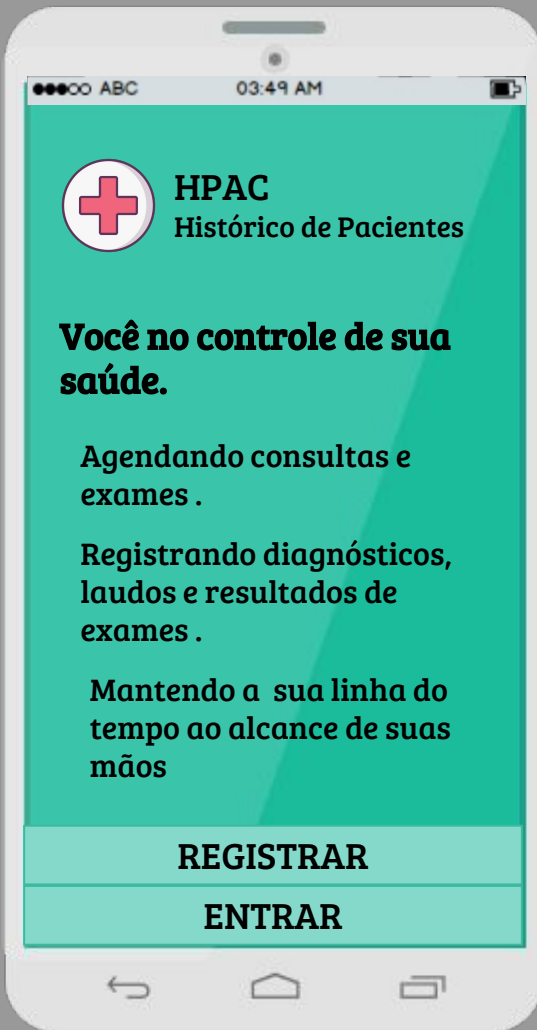 ABC 03:49 AM
HPAC
Histórico de Pacientes
Você no controle de sua
saúde.
Agendando consultas e
exames .
Registrando diagnósticos,
laudos e resultados de
exames .
Mantendo a  sua linha do
tempo ao alcance de suas
mãos
REGISTRAR
ENTRAR